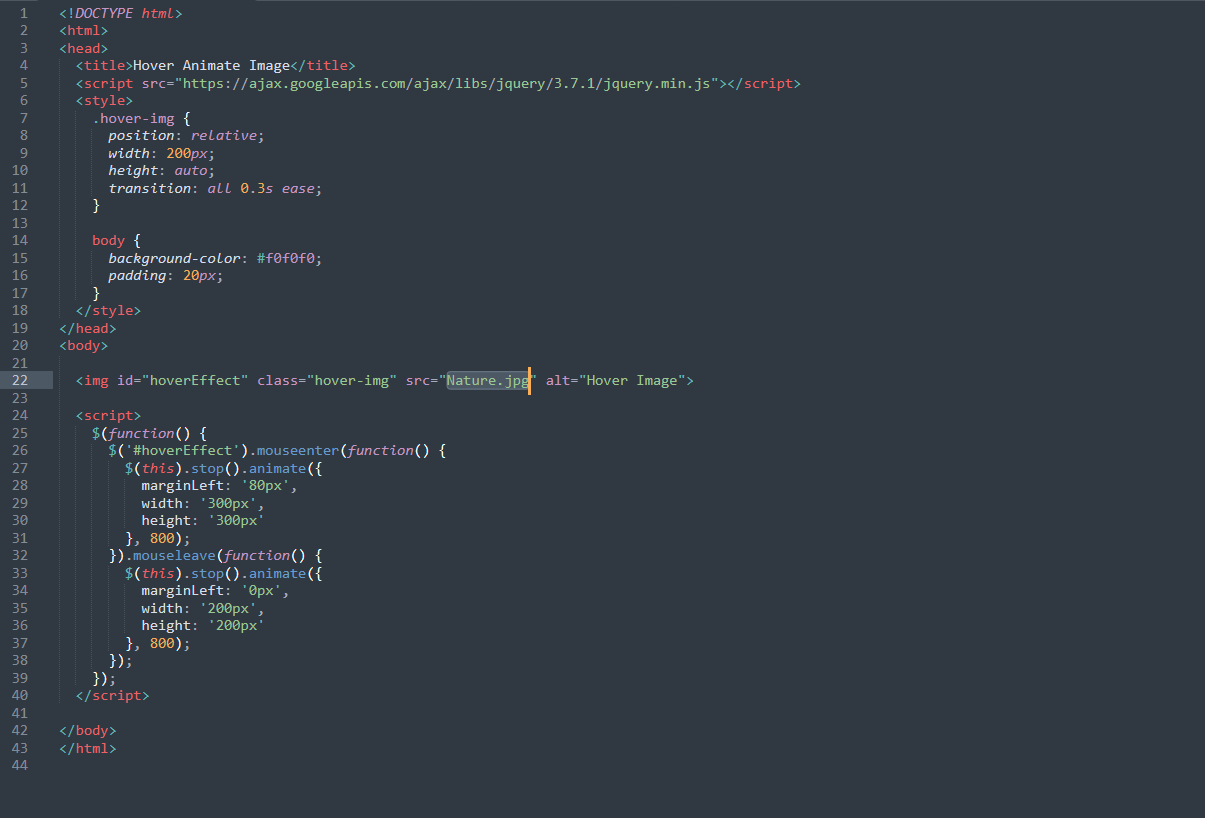 1 <!DOCTYPE html>
2 <html>
3 <head>
4   <title>Hover Animate Image</title>
5   <script src="https://ajax.googleapis.com/ajax/libs/jquery/3.7.1/jquery.min.js"></script>
6   <style>
7     .hover-img {
8       position: relative;
9       width: 200px;
10       height: auto;
11       transition: all 0.3s ease;
12     }
13
14     body {
15       background-color: #f0f0f0;
16       padding: 20px;
17     }
18   </style>
19 </head>
20 <body>
21
22   <img id="hoverEffect" class="hover-img" src="Nature.jpg" alt="Hover Image">
23
24   <script>
25     $(function() {
26       $('#hoverEffect').mouseenter(function() {
27         $(this).stop().animate({
28           marginLeft: '80px',
29           width: '300px',
30           height: '300px'
31         }, 800);
32       }).mouseleave(function() {
33         $(this).stop().animate({
34           marginLeft: '0px',
35           width: '200px',
36           height: '200px'
37         }, 800);
38       });
39     });
40   </script>
41
42 </body>
43 </html>
44